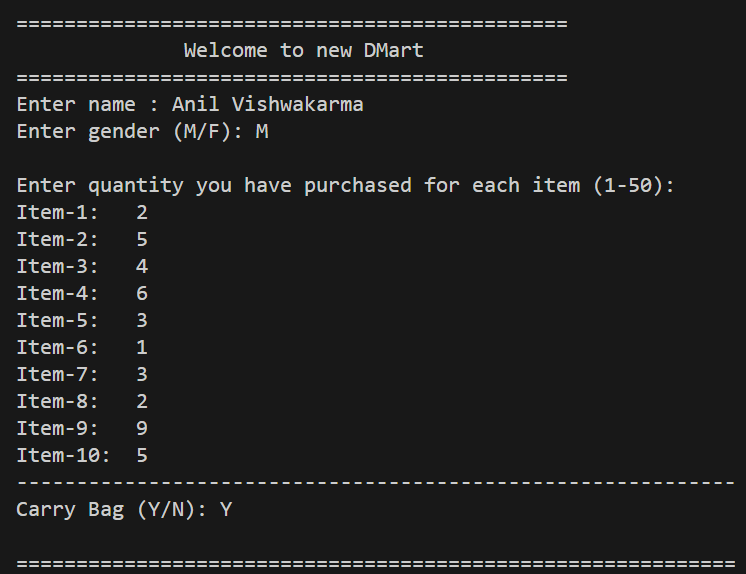 ==============================================
Welcome to new DMart
==============================================
Enter name : Anil Vishwakarma
Enter gender (M/F): M
Enter quantity you have purchased for each item (1-50):
Item-1: 2
Item-2: 5
Item-3: 4
Item-4: 6
Item-5: 3
Item-6: 1
Item-7: 3
Item-8: 2
Item-9: 9
Item-10: 5
------------------------------------------------------------
Carry Bag (Y/N): Y
============================================================